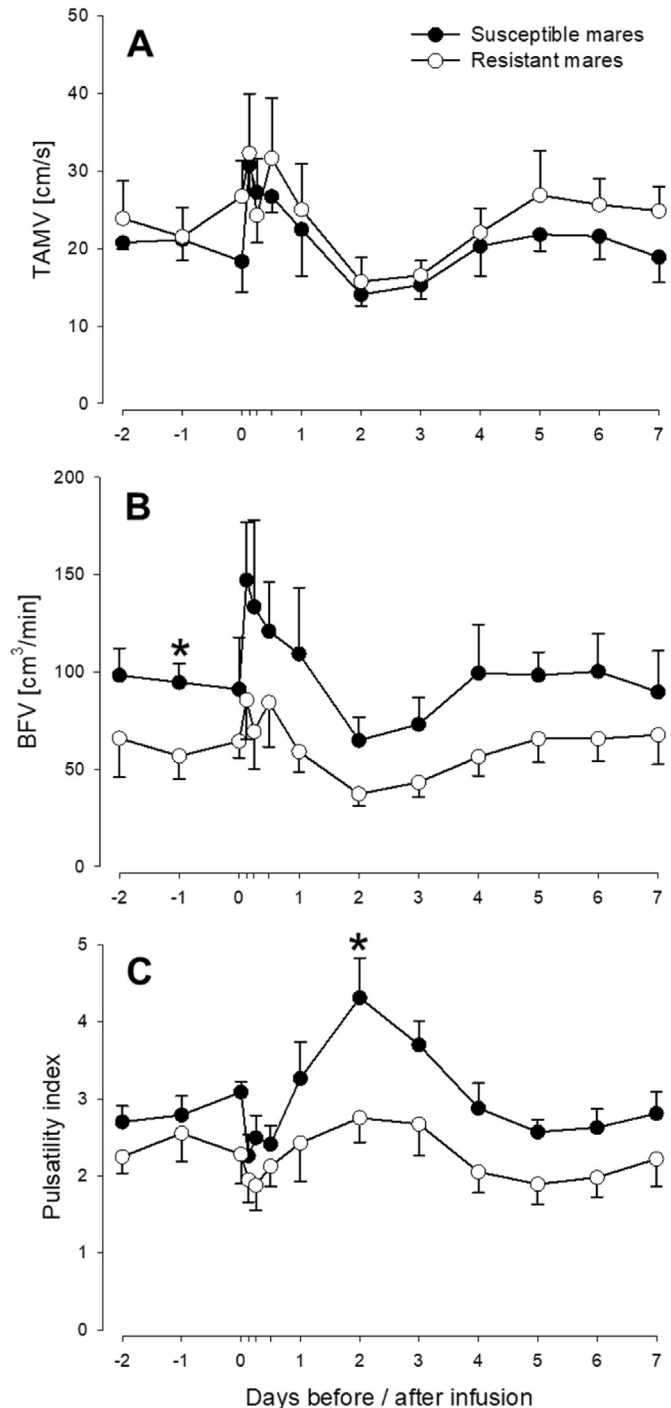 A
Susceptible mares
Resistant mares
TAMV [cm/s]
50
40
30
20
10
0
-2 -1 0 1 2 3 4 5 6 7
B
BFV [cm³/min]
200
150
100
50
0
*
-2 -1 0 1 2 3 4 5 6 7
C
Pulsatility index
5
4
3
2
1
0
*
-2 -1 0 1 2 3 4 5 6 7
Days before / after infusion